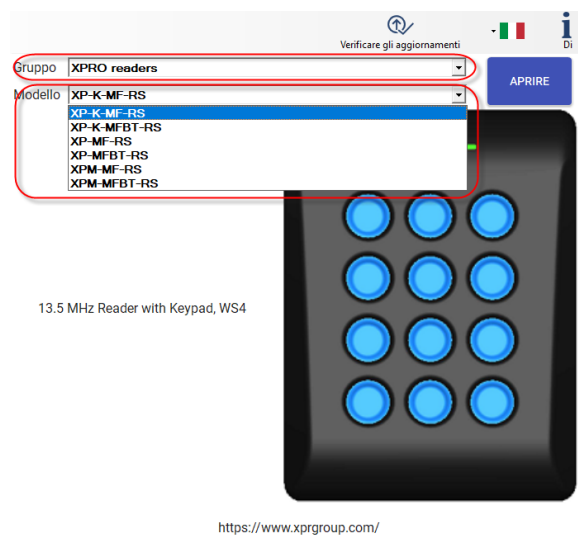 Verificare gli aggiornamenti
Di
Gruppo XPRO readers
APRIRE
Modello XP-K-MF-RS
XP-K-MF-RS
XP-K-MFBT-RS
XP-MF-RS
XP-MFBT-RS
XPM-MF-RS
XPM-MFBT-RS
13.5 MHz Reader with Keypad, WS4
https://www.xprgroup.com/